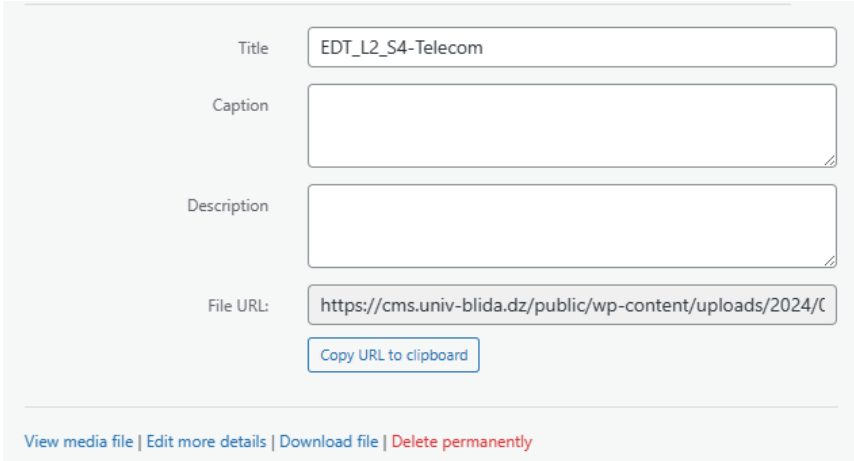 Title EDT_L2_S4-Telecom
Caption
Description
File URL: https://cms.univ-blida.dz/public/wp-content/uploads/2024/
Copy URL to clipboard
View media file | Edit more details | Download file | Delete permanently